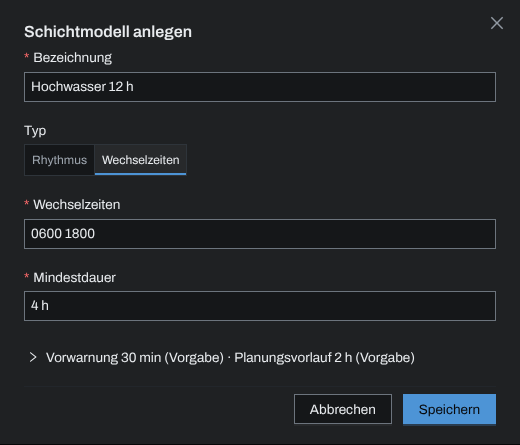 Schichtmodell anlegen
* Bezeichnung
Hochwasser 12 h
Typ
Rhythmus Wechselzeiten
* Wechselzeiten
0600 1800
* Mindestdauer
4 h
Vorwarnung 30 min (Vorgabe) · Planungsvorlauf 2 h (Vorgabe)
Abbrechen Speichern